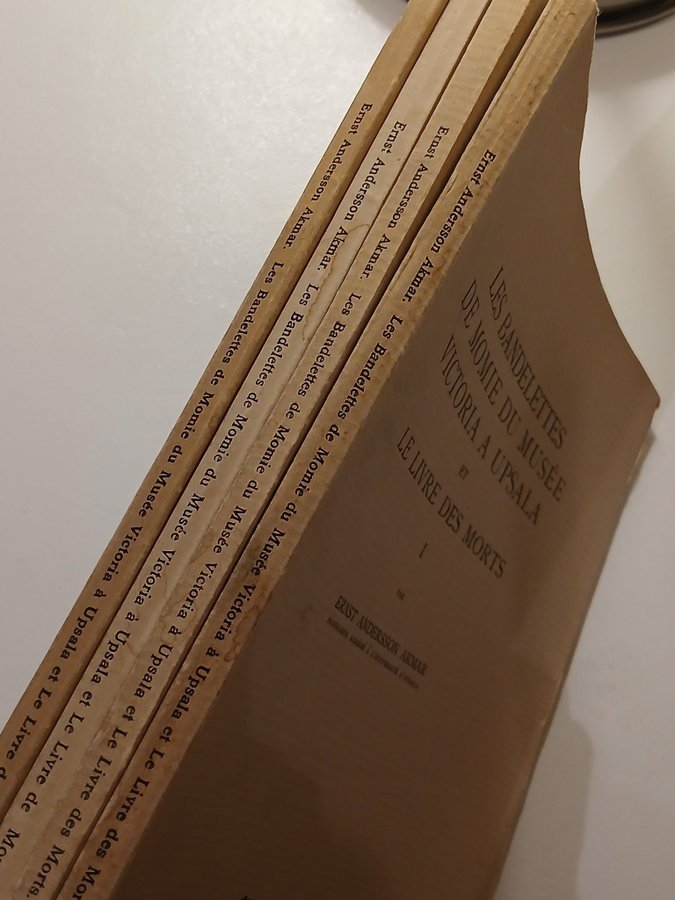 Ernst Andersson Akmar. Les Bandelettes de Momie du Musée Victoria à Upsala et Le Livre d
Ernst Andersson Akmar. Les Bandelettes de Momie du Musée Victoria à Upsala et Le Livre de Mo
Ernst Andersson Akmar. Les Bandelettes de Momie du Musée Victoria à Upsala et Le Livre des Morts.
Ernst Andersson Akmar. Les Bandelettes de Momie du Musée Victoria à Upsala et Le Livre des Mor
LES BANDELETTES
DE MOMIE DU MUSÉE
VICTORIA A UPSALA
ET
LE LIVRE DES MORTS
I
PAR
ERNST ANDERSSON AKMAR